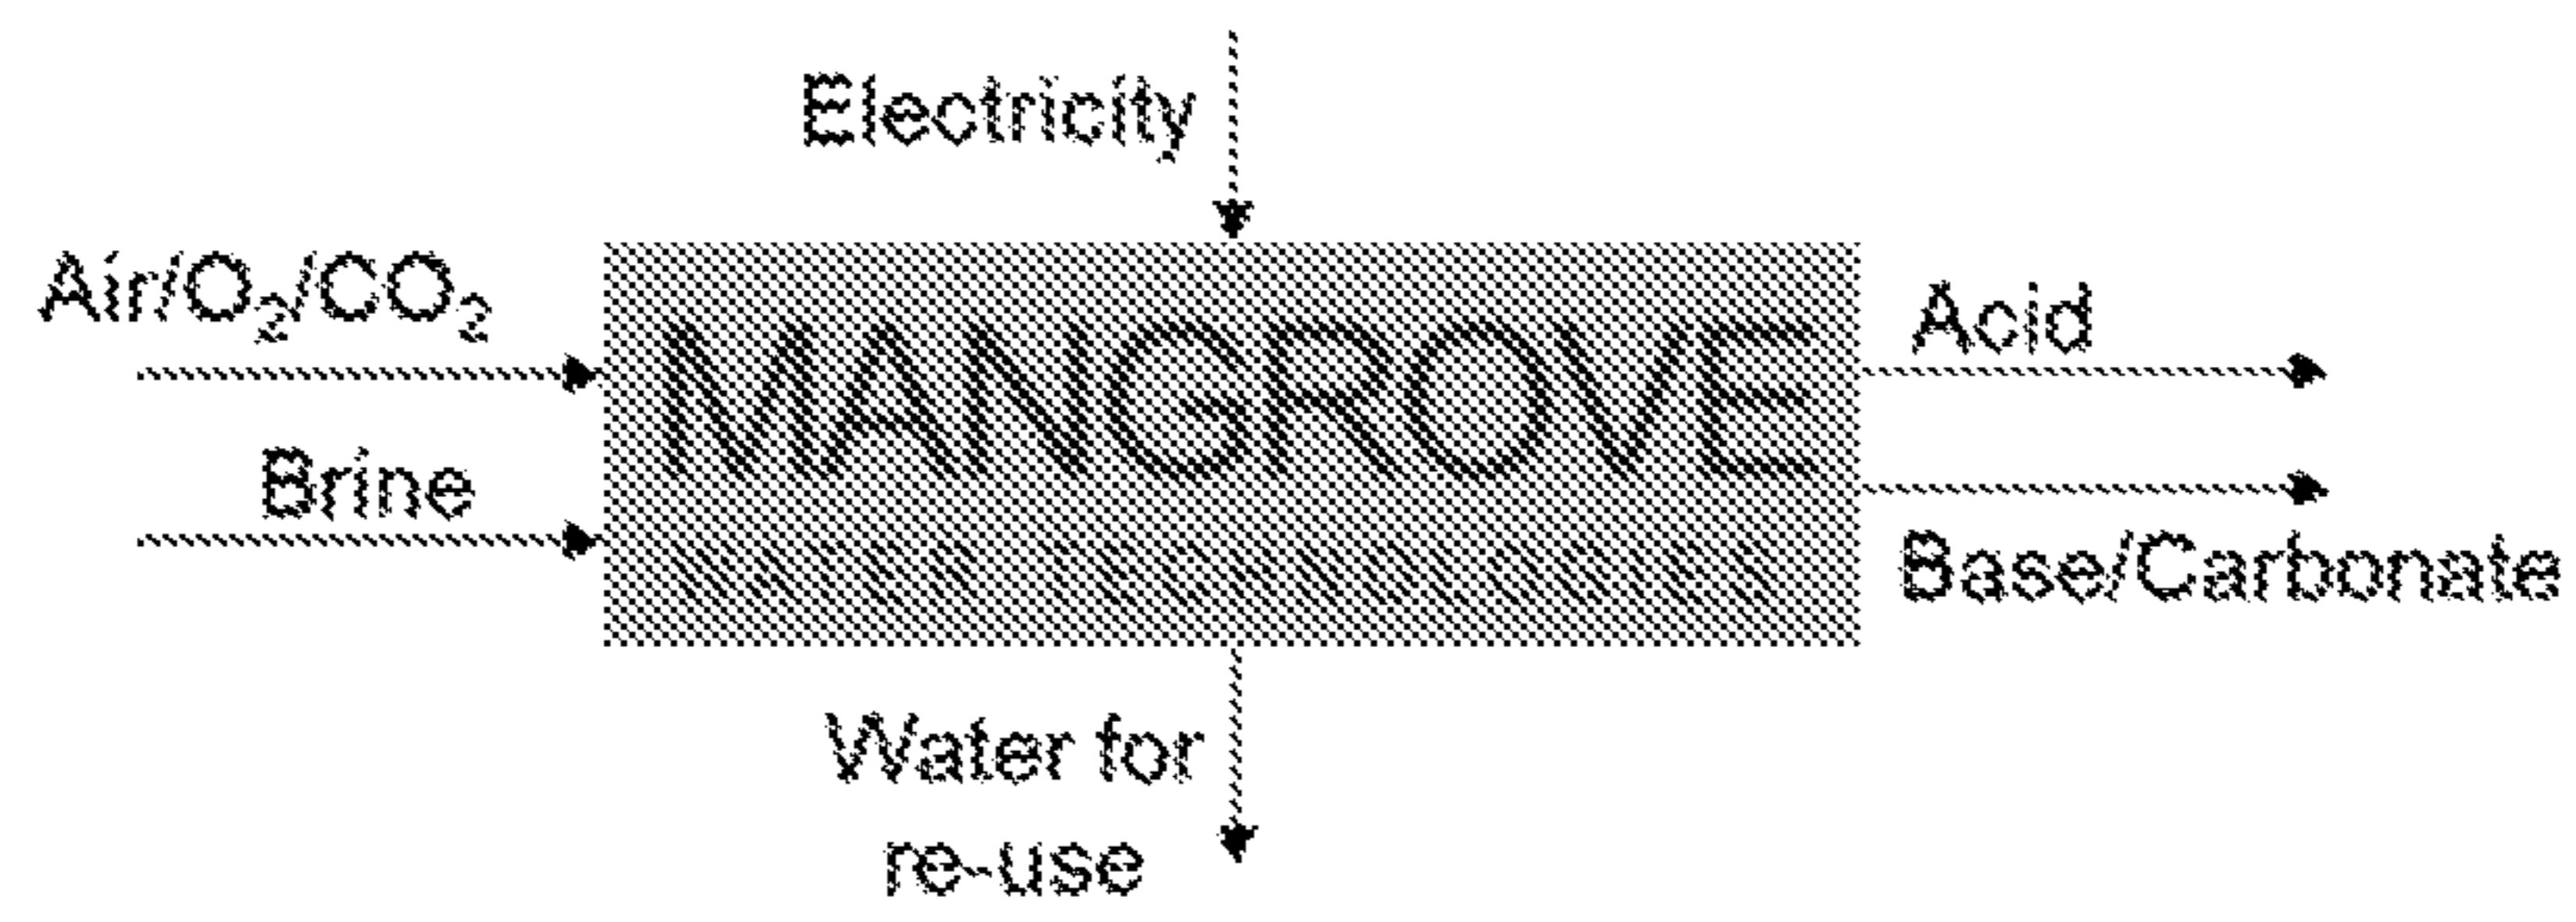 Electricity
Air/O₂/CO₂
MANGROVE
Acid
Brine
Base/Carbonate
Water for
re-use